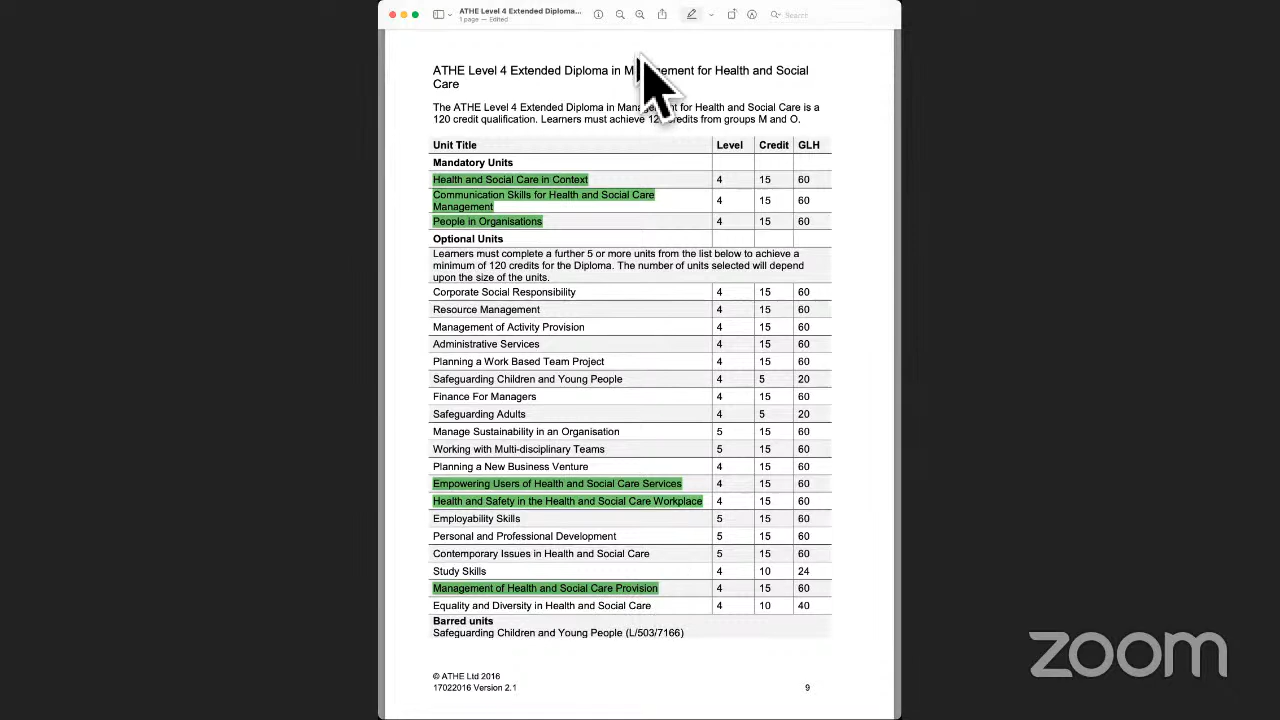 ATHE Level 4 Extended Diploma...
1 page — Edited
Search
ATHE Level 4 Extended Diploma in M ement for Health and Social
Care
The ATHE Level 4 Extended Diploma in Man for Health and Social Care is a
120 credit qualification. Learners must achieve 12 credits from groups M and O.
Unit Title Level Credit GLH
Mandatory Units
Health and Social Care in Context 4 15 60
Communication Skills for Health and Social Care
Management 4 15 60
People in Organisations 4 15 60
Optional Units
Learners must complete a further 5 or more units from the list below to achieve a
minimum of 120 credits for the Diploma. The number of units selected will depend
upon the size of the units.
Corporate Social Responsibility 4 15 60
Resource Management 4 15 60
Management of Activity Provision 4 15 60
Administrative Services 4 15 60
Planning a Work Based Team Project 4 15 60
Safeguarding Children and Young People 4 5 20
Finance For Managers 4 15 60
Safeguarding Adults 4 5 20
Manage Sustainability in an Organisation 5 15 60
Working with Multi-disciplinary Teams 5 15 60
Planning a New Business Venture 4 15 60
Empowering Users of Health and Social Care Services 4 15 60
Health and Safety in the Health and Social Care Workplace 4 15 60
Employability Skills 5 15 60
Personal and Professional Development 5 15 60
Contemporary Issues in Health and Social Care 5 15 60
Study Skills 4 10 24
Management of Health and Social Care Provision 4 15 60
Equality and Diversity in Health and Social Care 4 10 40
Barred units
Safeguarding Children and Young People (L/503/7166)
© ATHE Ltd 2016
17022016 Version 2.1 9
zoom